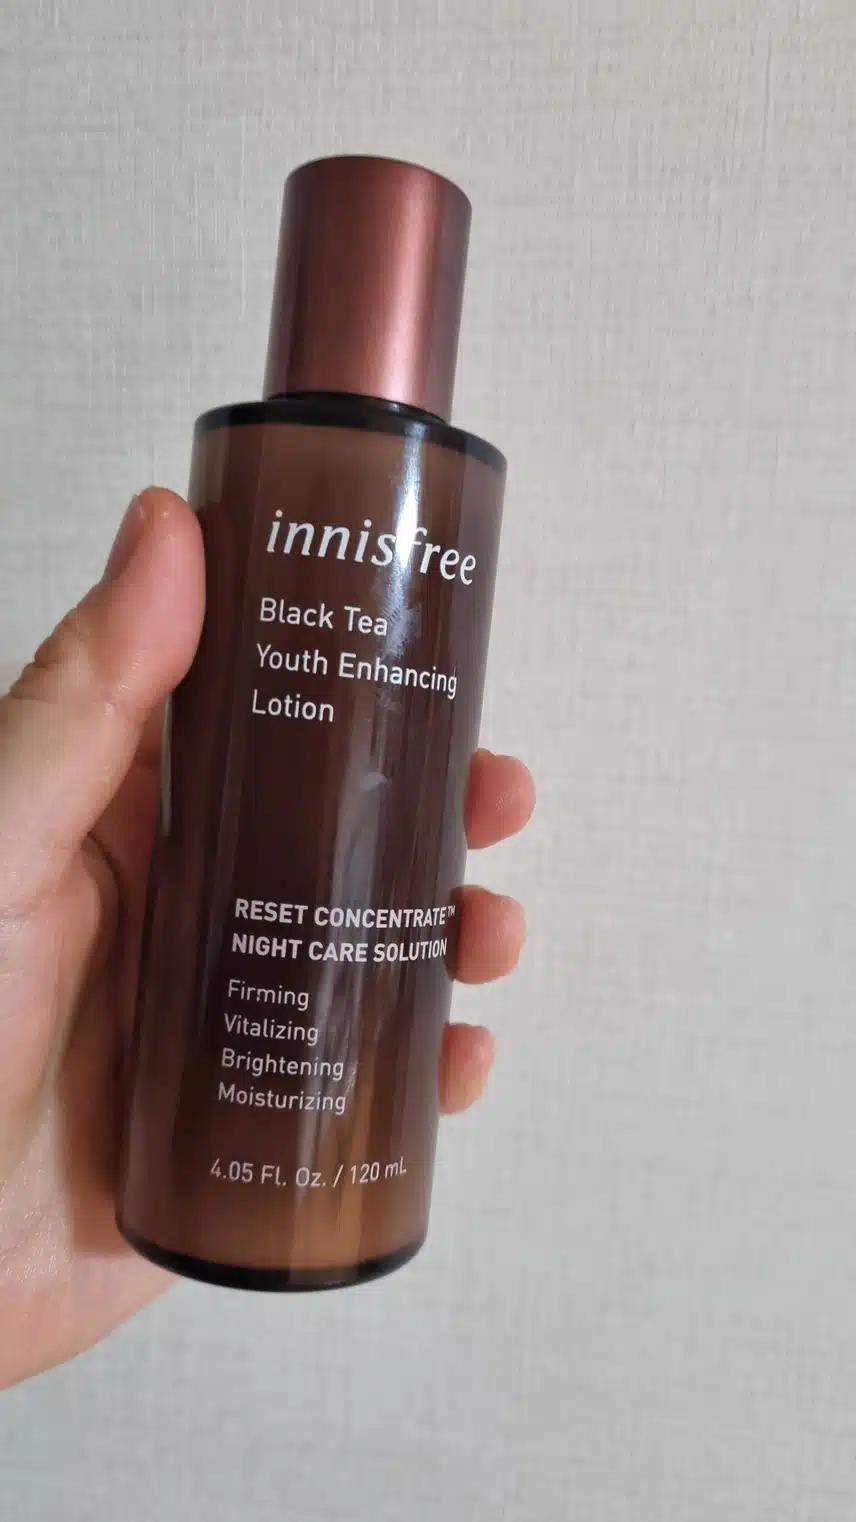 innisfree
Black Tea
Youth Enhancing
Lotion
RESET CONCENTRATE™
NIGHT CARE SOLUTION
Firming
Vitalizing
Brightening
Moisturizing
4.05 Fl. Oz. / 120 mL